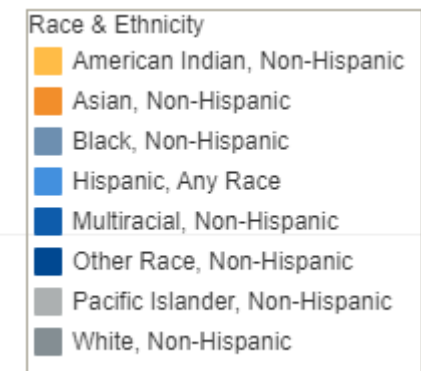 Race & Ethnicity
American Indian, Non-Hispanic
Asian, Non-Hispanic
Black, Non-Hispanic
Hispanic, Any Race
Multiracial, Non-Hispanic
Other Race, Non-Hispanic
Pacific Islander, Non-Hispanic
White, Non-Hispanic